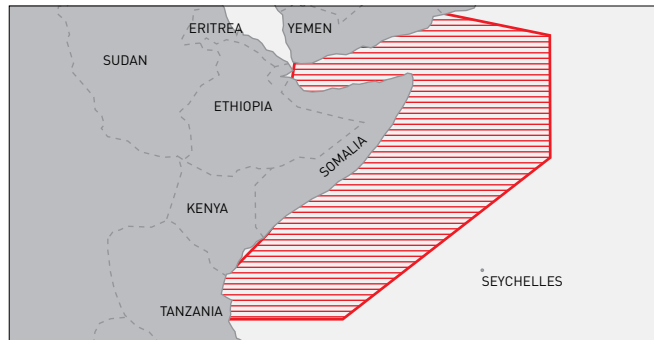 ERITREA
YEMEN
SUDAN
ETHIOPIA
SOMALIA
KENYA
SEYCHELLES
TANZANIA